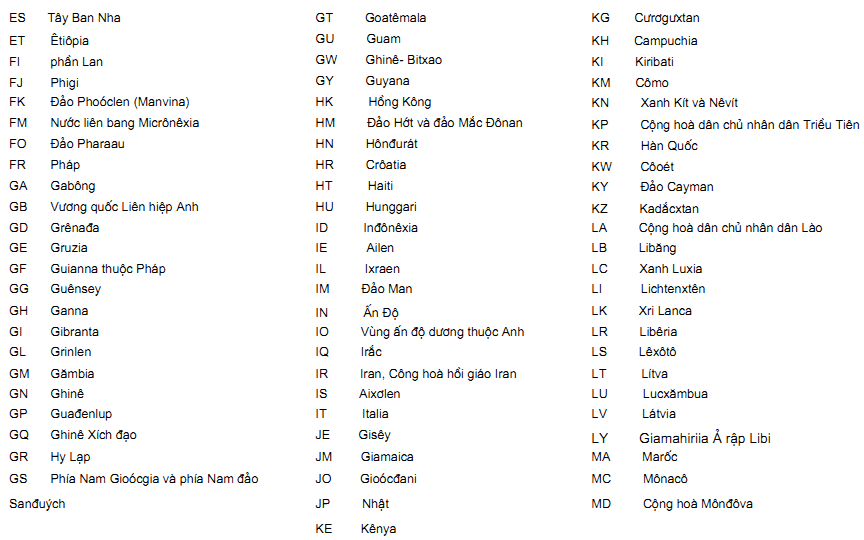 ES Tây Ban Nha
ET Êtiôpia
FI phần Lan
FJ Phigi
FK Đảo Phoóclen (Manvina)
FM Nước liên bang Micrônêxia
FO Đảo Pharaau
FR Pháp
GA Gabông
GB Vương quốc Liên hiệp Anh
GD Grênađa
GE Gruzia
GF Guianna thuộc Pháp
GG Guênsey
GH Ganna
GI Gibranta
GL Grinlen
GM Gămbia
GN Ghinê
GP Guađenlup
GQ Ghinê Xích đạo
GR Hy Lạp
GS Phía Nam Gioócgia và phía Nam đảo
Sanđuých
GT Goatêmala
GU Guam
GW Ghinê- Bitxao
GY Guyana
HK Hồng Kông
HM Đảo Hớt và đảo Mắc Đônan
HN Hônđurát
HR Crôatia
HT Haiti
HU Hunggari
ID Inđônêxia
IE Ailen
IL Ixraen
IM Đảo Man
IN Ấn Độ
IO Vùng ấn độ dương thuộc Anh
IQ Irắc
IR Iran, Công hoà hồi giáo Iran
IS Aixơlen
IT Italia
JE Gisêy
JM Giamaica
JO Gioócđani
JP Nhật
KE Kênya
KG Cưrơgưxtan
KH Campuchia
KI Kiribati
KM Cômo
KN Xanh Kít và Nêvít
KP Cộng hoà dân chủ nhân dân Triều Tiên
KR Hàn Quốc
KW Côoét
KY Đảo Cayman
KZ Kadắcxtan
LA Cộng hoà dân chủ nhân dân Lào
LB Libăng
LC Xanh Luxia
LI Lichtenxtên
LK Xri Lanca
LR Libêria
LS Lêxôtô
LT Lítva
LU Lucxămbua
LV Látvia
LY Giamahiriia Ả rập Libi
MA Marốc
MC Mônacô
MD Cộng hoà Mônđôva